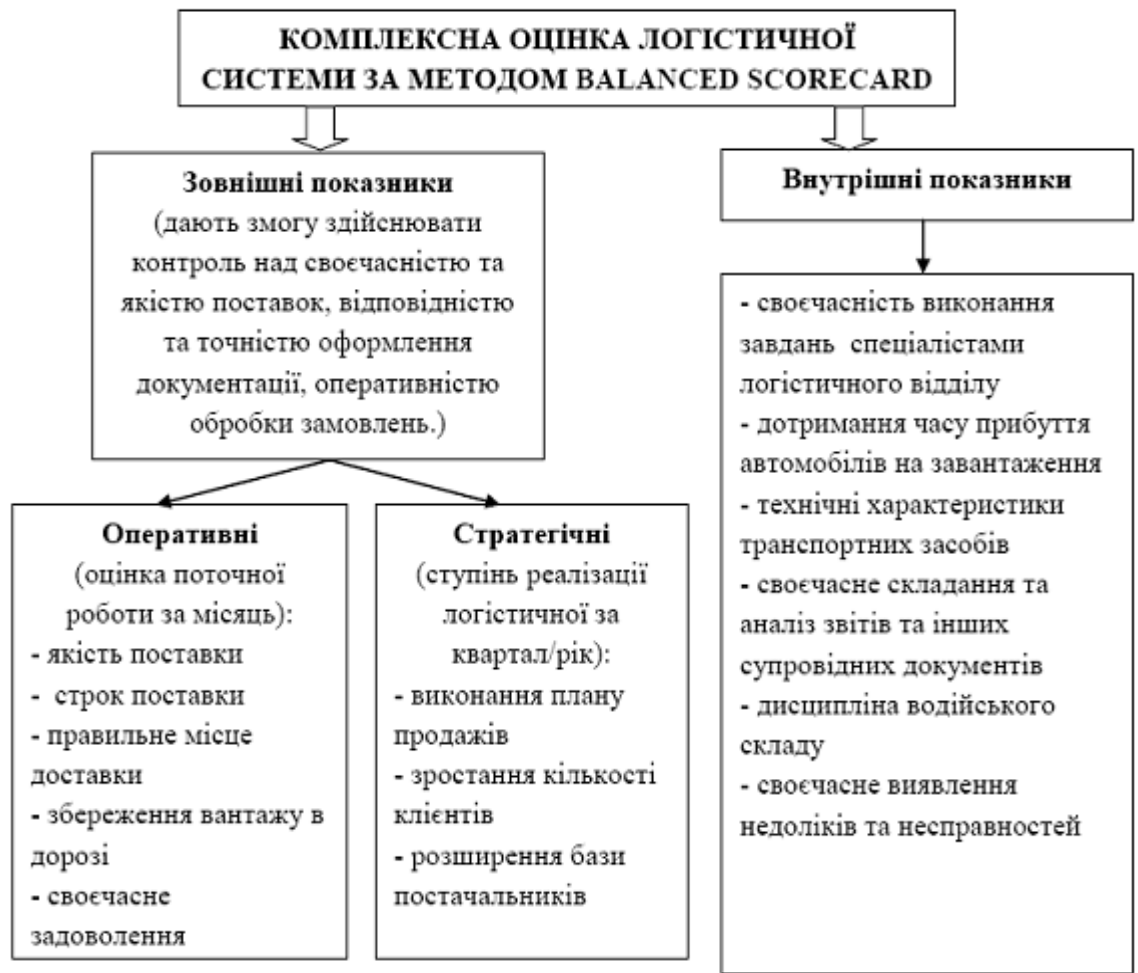 КОМПЛЕКСНА ОЦІНКА ЛОГІСТИЧНОЇ
СИСТЕМИ ЗА МЕТОДОМ BALANCED SCORECARD
Зовнішні показники
(дають змогу здійснювати
контроль над своєчасністю та
якістю поставок, відповідністю
та точністю оформлення
документації, оперативністю
обробки замовлень.)
Оперативні
(оцінка поточної
роботи за місяць):
- якість поставки
- строк поставки
- правильне місце
доставки
- збереження вантажу в
дорозі
- своєчасне
задоволення
Стратегічні
(ступінь реалізації
логістичної за
квартал/рік):
- виконання плану
продажів
- зростання кількості
клієнтів
- розширення бази
постачальників
Внутрішні показники
- своєчасність виконання
завдань спеціалістами
логістичного відділу
- дотримання часу прибуття
автомобілів на завантаження
- технічні характеристики
транспортних засобів
- своєчасне складання та
аналіз звітів та інших
супровідних документів
- дисципліна водійського
складу
- своєчасне виявлення
недоліків та несправностей